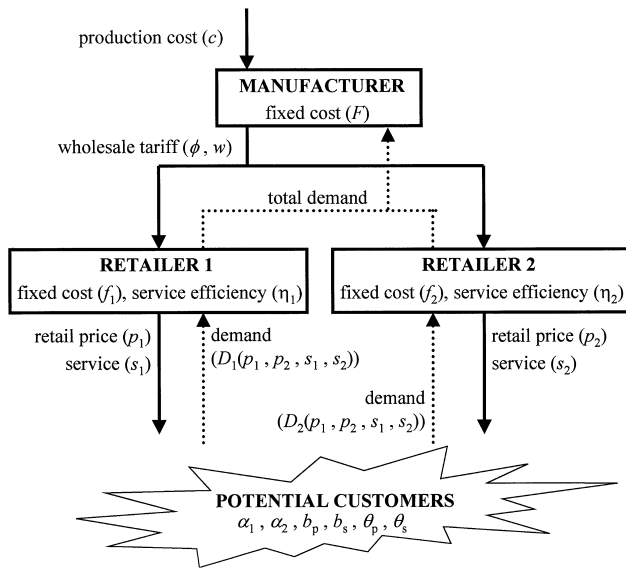 production cost (c)
MANUFACTURER
fixed cost (F)
wholesale tariff (ϕ , w)
total demand
RETAILER 1
fixed cost (f₁), service efficiency (η₁)
RETAILER 2
fixed cost (f₂), service efficiency (η₂)
retail price (p₁)
service (s₁)
demand
(D₁(p₁ , p₂ , s₁ , s₂))
retail price (p₂)
service (s₂)
demand
(D₂(p₁ , p₂ , s₁ , s₂))
POTENTIAL CUSTOMERS
α₁ , α₂ , bₚ , bₛ , θₚ , θₛ